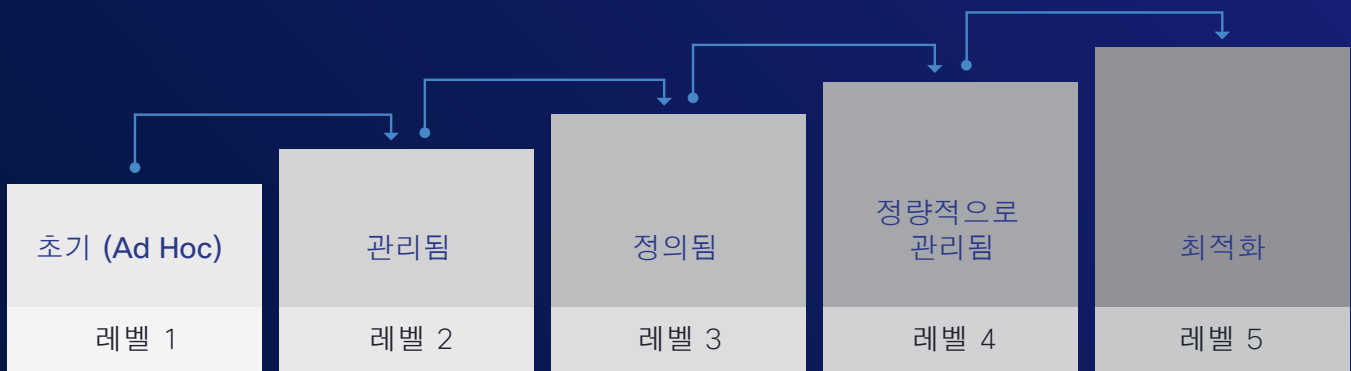 초기 (Ad Hoc)
관리됨
정의됨
정량적으로
관리됨
최적화
레벨 1
레벨 2
레벨 3
레벨 4
레벨 5